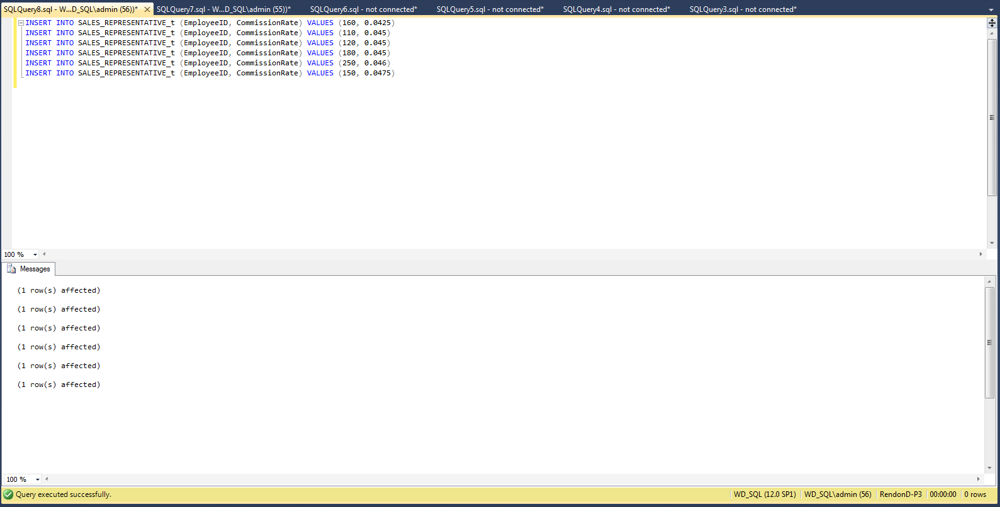 SQLQuery8.sql - W...D_SQL\admin (56))* SQLQuery7.sql - W...D_SQL\admin (55))* SQLQuery6.sql - not connected* SQLQuery5.sql - not connected* SQLQuery4.sql - not connected* SQLQuery3.sql - not connected*
INSERT INTO SALES_REPRESENTATIVE_t (EmployeeID, CommissionRate) VALUES (160, 0.0425)
INSERT INTO SALES_REPRESENTATIVE_t (EmployeeID, CommissionRate) VALUES (110, 0.045)
INSERT INTO SALES_REPRESENTATIVE_t (EmployeeID, CommissionRate) VALUES (120, 0.045)
INSERT INTO SALES_REPRESENTATIVE_t (EmployeeID, CommissionRate) VALUES (180, 0.045)
INSERT INTO SALES_REPRESENTATIVE_t (EmployeeID, CommissionRate) VALUES (250, 0.046)
INSERT INTO SALES_REPRESENTATIVE_t (EmployeeID, CommissionRate) VALUES (150, 0.0475)
100 %
Messages
(1 row(s) affected)
(1 row(s) affected)
(1 row(s) affected)
(1 row(s) affected)
(1 row(s) affected)
(1 row(s) affected)
100 %
Query executed successfully. WD_SQL (12.0 SP1) WD_SQL\admin (56) RendonD-P3 00:00:00 0 rows